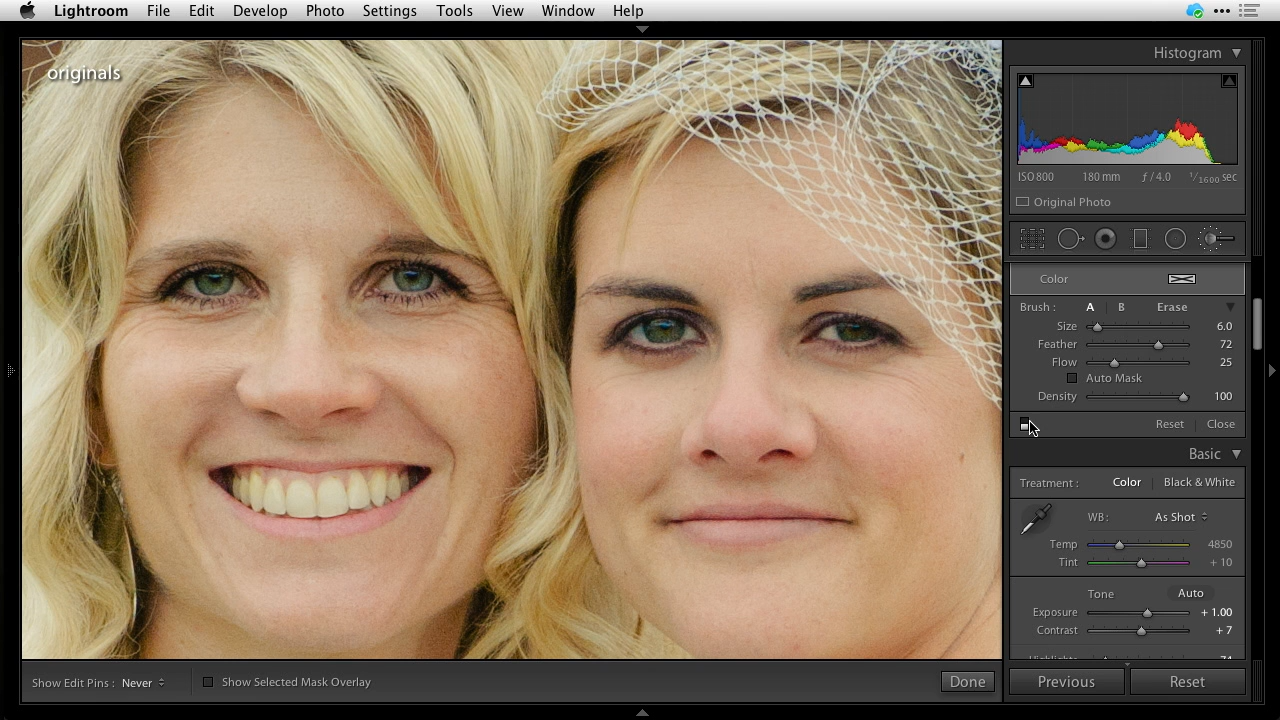 Lightroom File Edit Develop Photo Settings Tools View Window Help
originals
Histogram
ISO 800 180 mm ƒ / 4.0 1/1600 sec
Original Photo
Color
Brush : A B Erase
Size 6.0
Feather 72
Flow 25
Auto Mask
Density 100
Reset Close
Basic
Treatment : Color Black & White
WB: As Shot
Temp 4850
Tint + 10
Tone Auto
Exposure + 1.00
Contrast + 7
Show Edit Pins : Never Show Selected Mask Overlay Done
Previous Reset